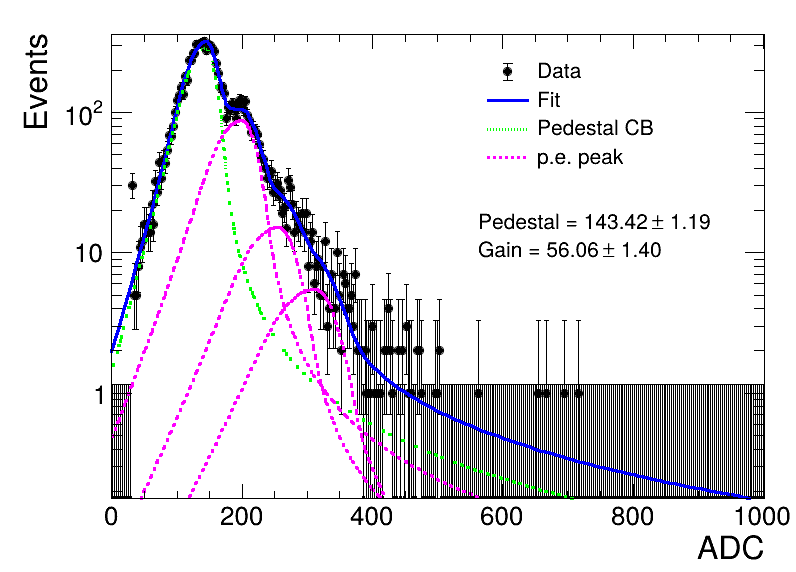 Events
10²
10
1
Data
Fit
Pedestal CB
p.e. peak
Pedestal = 143.42 ± 1.19
Gain = 56.06 ± 1.40
0 200 400 600 800 1000
ADC